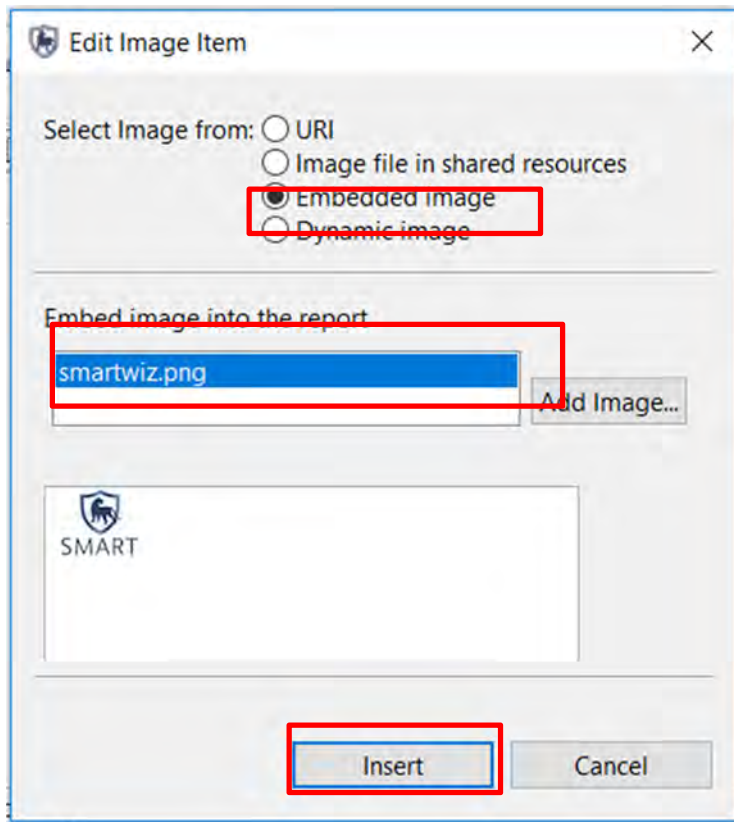 Edit Image Item
Select Image from: URI
Image file in shared resources
Embedded image
Dynamic image
Embed image into the report
smartwiz.png
Add Image...
SMART
Insert Cancel